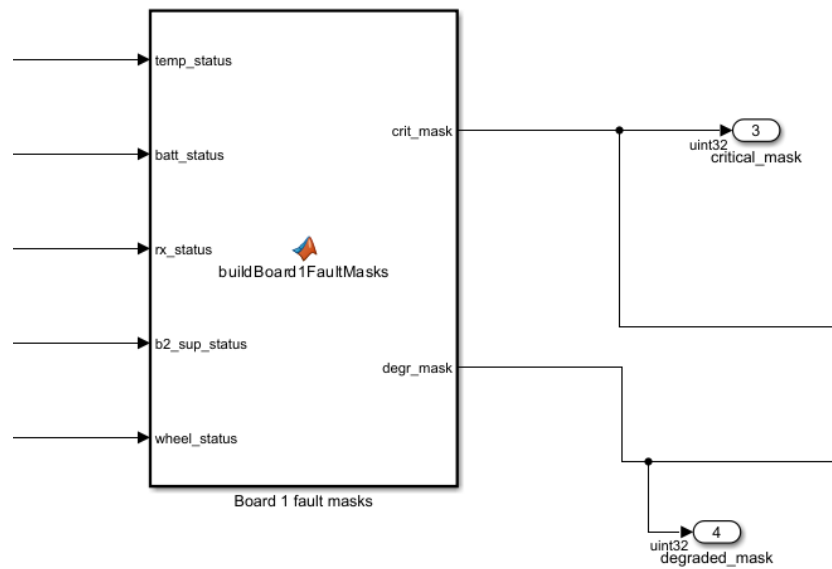 temp_status
crit_mask
3
uint32
critical_mask
batt_status
rx_status
buildBoard1FaultMasks
b2_sup_status
degr_mask
wheel_status
Board 1 fault masks
4
uint32
degraded_mask